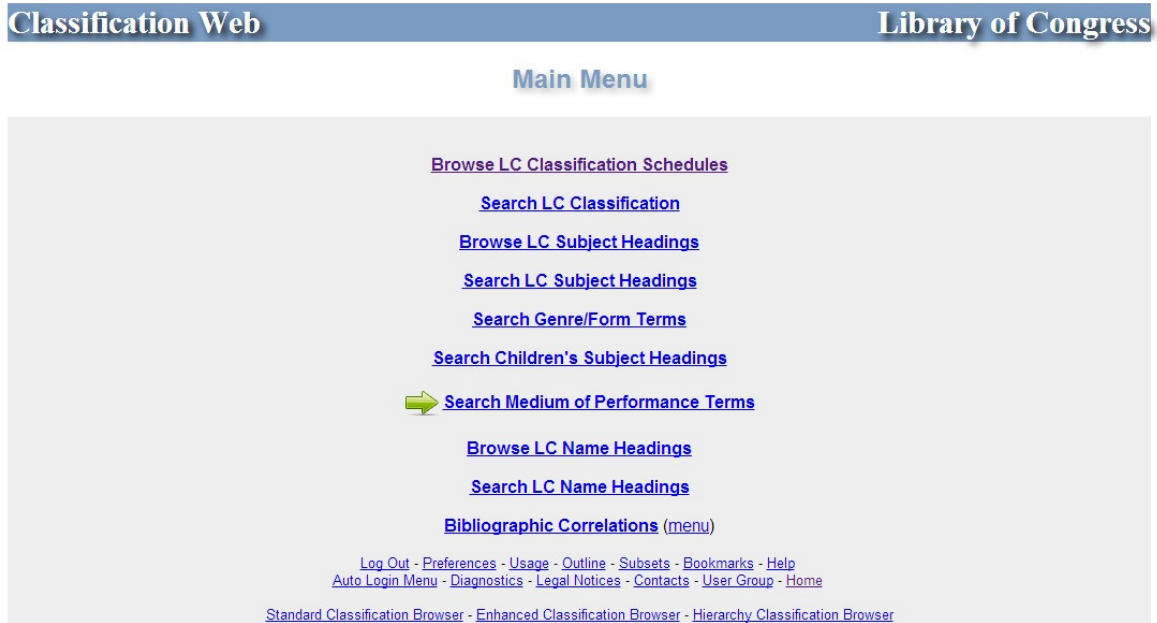 Classification Web Library of Congress
Main Menu
Browse LC Classification Schedules
Search LC Classification
Browse LC Subject Headings
Search LC Subject Headings
Search Genre/Form Terms
Search Children's Subject Headings
Search Medium of Performance Terms
Browse LC Name Headings
Search LC Name Headings
Bibliographic Correlations (menu)
Log Out - Preferences - Usage - Outline - Subsets - Bookmarks - Help
Auto Login Menu - Diagnostics - Legal Notices - Contacts - User Group - Home
Standard Classification Browser - Enhanced Classification Browser - Hierarchy Classification Browser